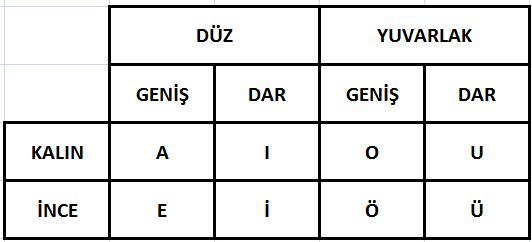 DÜZ YUVARLAK
GENİŞ DAR GENİŞ DAR
KALIN A I O U
İNCE E İ Ö Ü